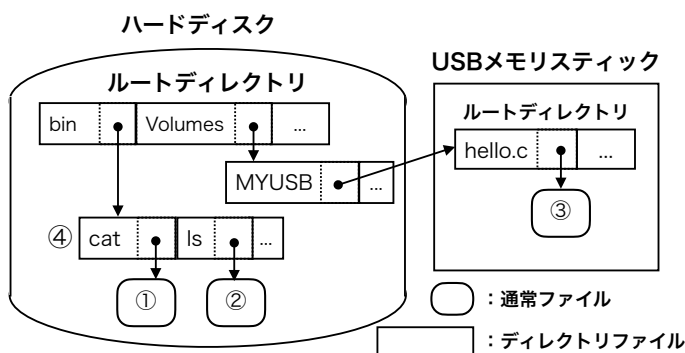 ハードディスク
USBメモリスティック
ルートディレクトリ
bin Volumes ...
MYUSB ...
ルートディレクトリ
hello.c ...
④ cat ls ...
① ②
③
：通常ファイル
：ディレクトリファイル